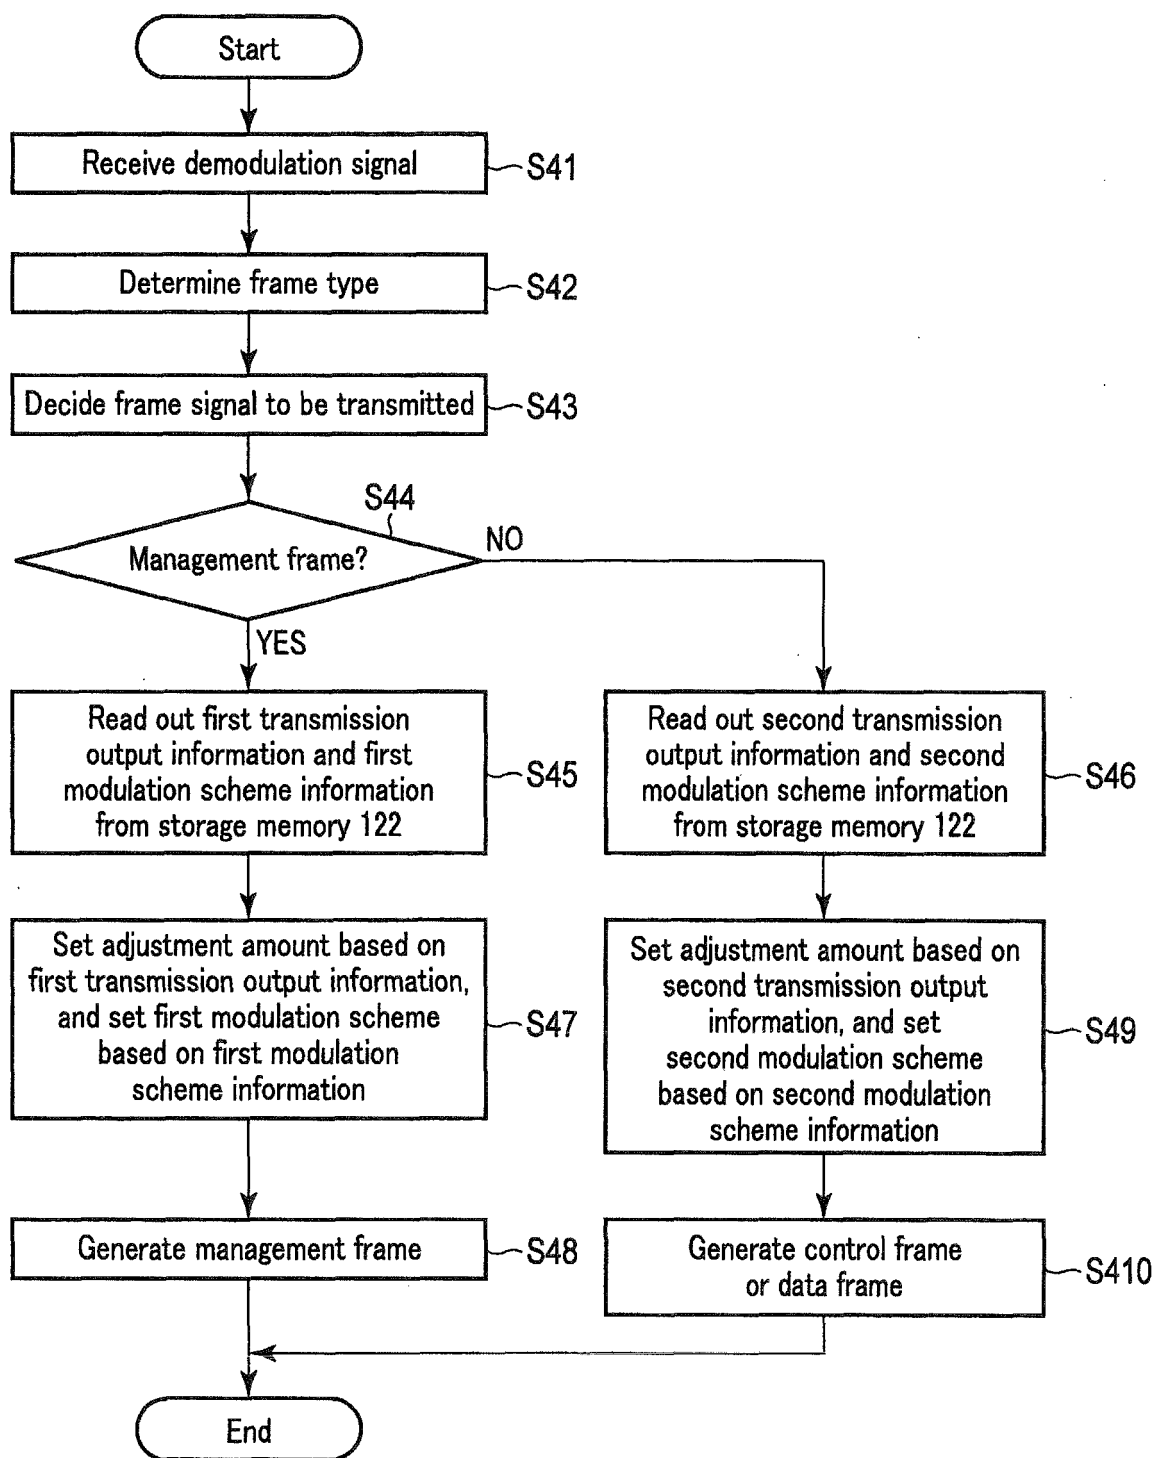 Start
Receive demodulation signal
S41
Determine frame type
S42
Decide frame signal to be transmitted
S43
S44
Management frame?
NO
YES
Read out first transmission
output information and first
modulation scheme information
from storage memory 122
S45
Read out second transmission
output information and second
modulation scheme information
from storage memory 122
S46
Set adjustment amount based on
first transmission output information,
and set first modulation scheme
based on first modulation
scheme information
S47
Set adjustment amount based on
second transmission output
information, and set
second modulation scheme
based on second modulation
scheme information
S49
Generate management frame
S48
Generate control frame
or data frame
S410
End